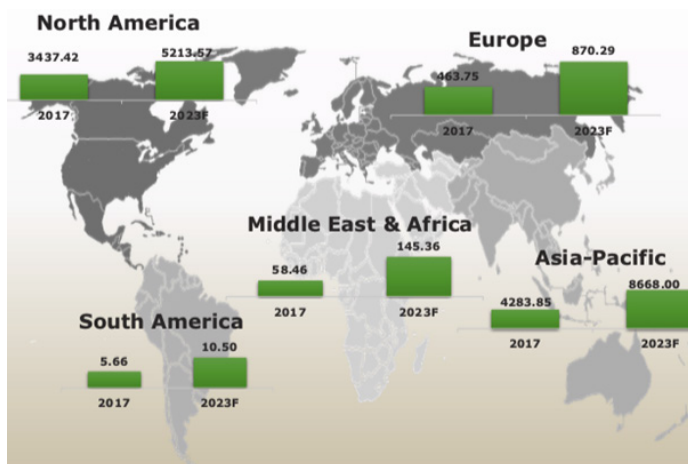 North America
3437.42 5213.57
2017 2023F
Europe
463.75 870.29
2017 2023F
Middle East & Africa
58.46 145.36
2017 2023F
Asia-Pacific
4283.85 8668.00
2017 2023F
South America
5.66 10.50
2017 2023F